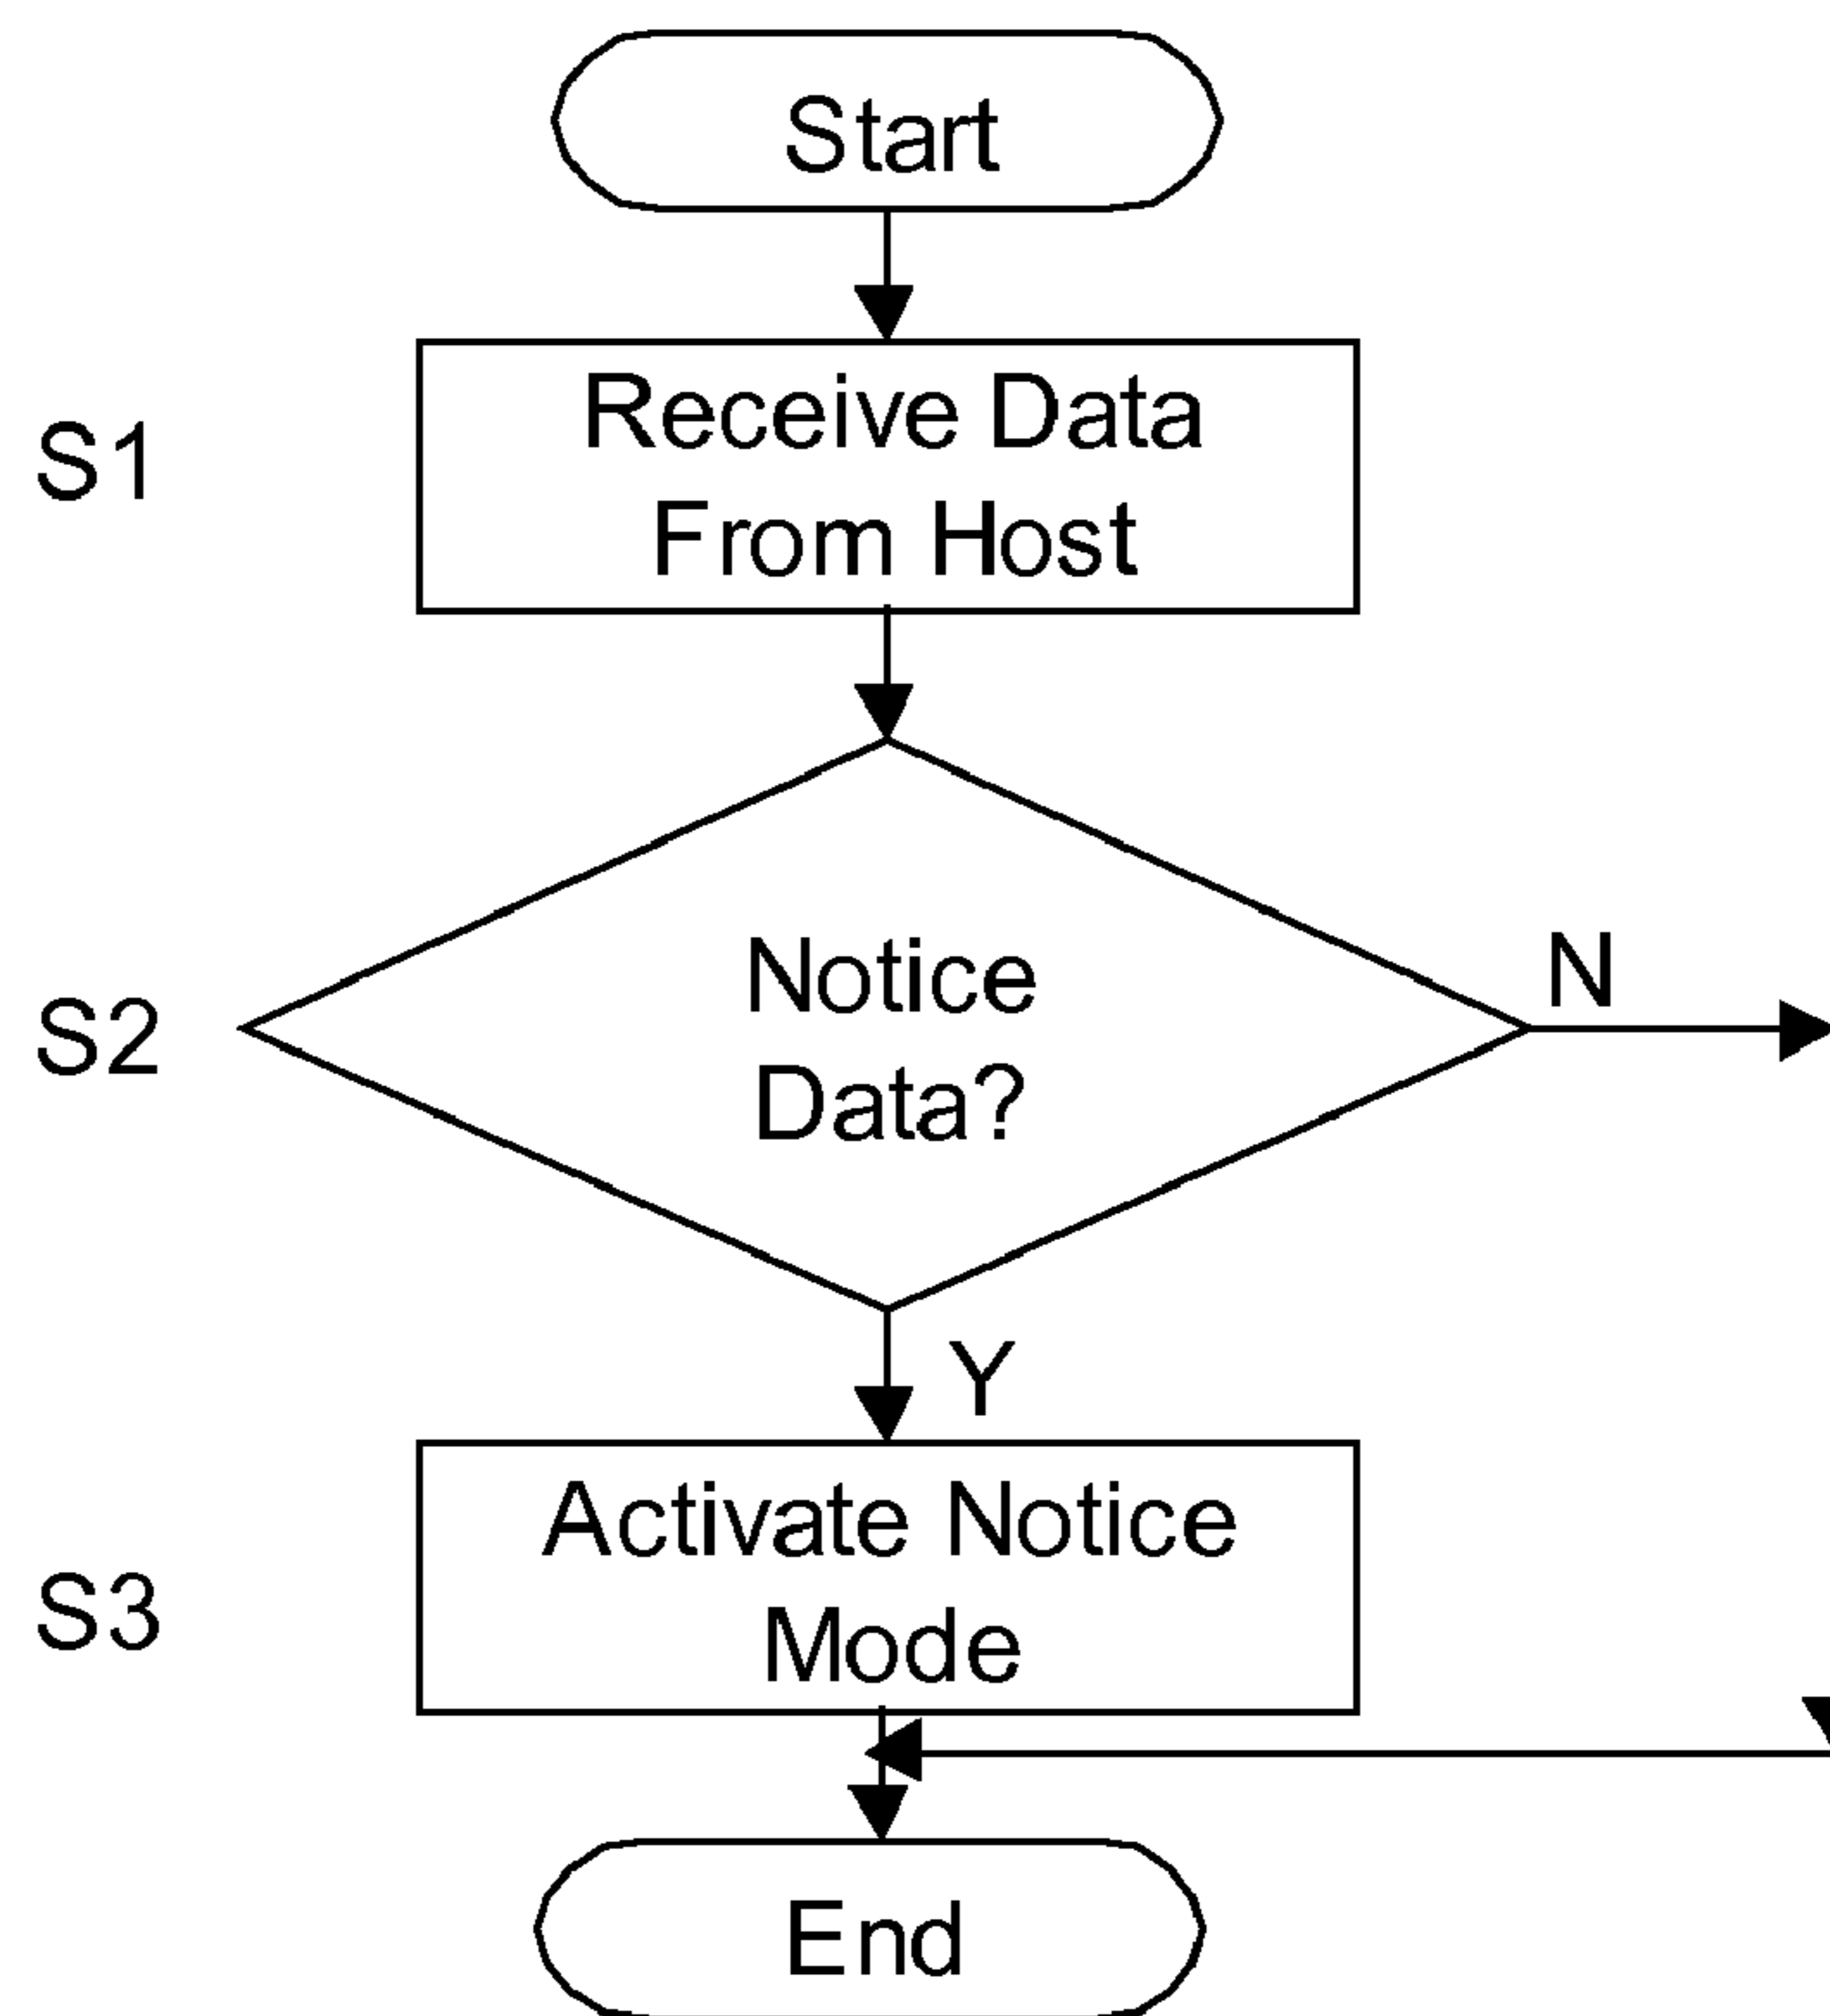 Start
S1
Receive Data
From Host
S2
Notice
Data?
N
Y
S3
Activate Notice
Mode
End